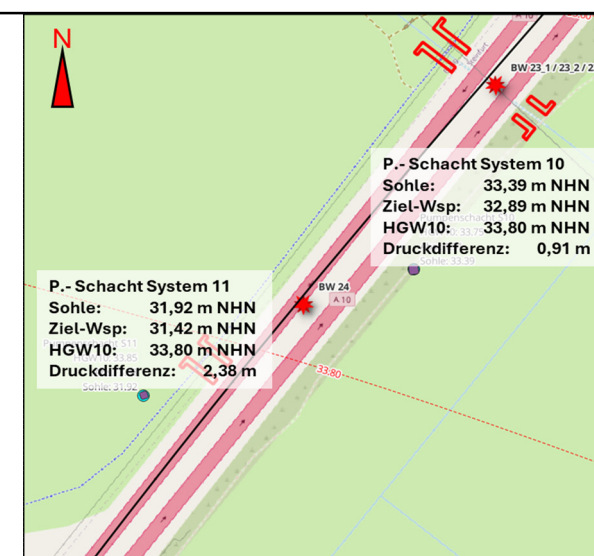 A 10
N
BW 23_1 / 23_2 / 2
P.- Schacht System 10
Sohle: 33,39 m NHN
Ziel-Wsp: 32,89 m NHN
HGW10: 33,80 m NHN
Druckdifferenz: 0,91 m
Sohle: 33.39
P.- Schacht System 11
Sohle: 31,92 m NHN
Ziel-Wsp: 31,42 m NHN
HGW10: 33,80 m NHN
Druckdifferenz: 2,38 m
Sohle: 31.92
BW 24
A 10
33.80